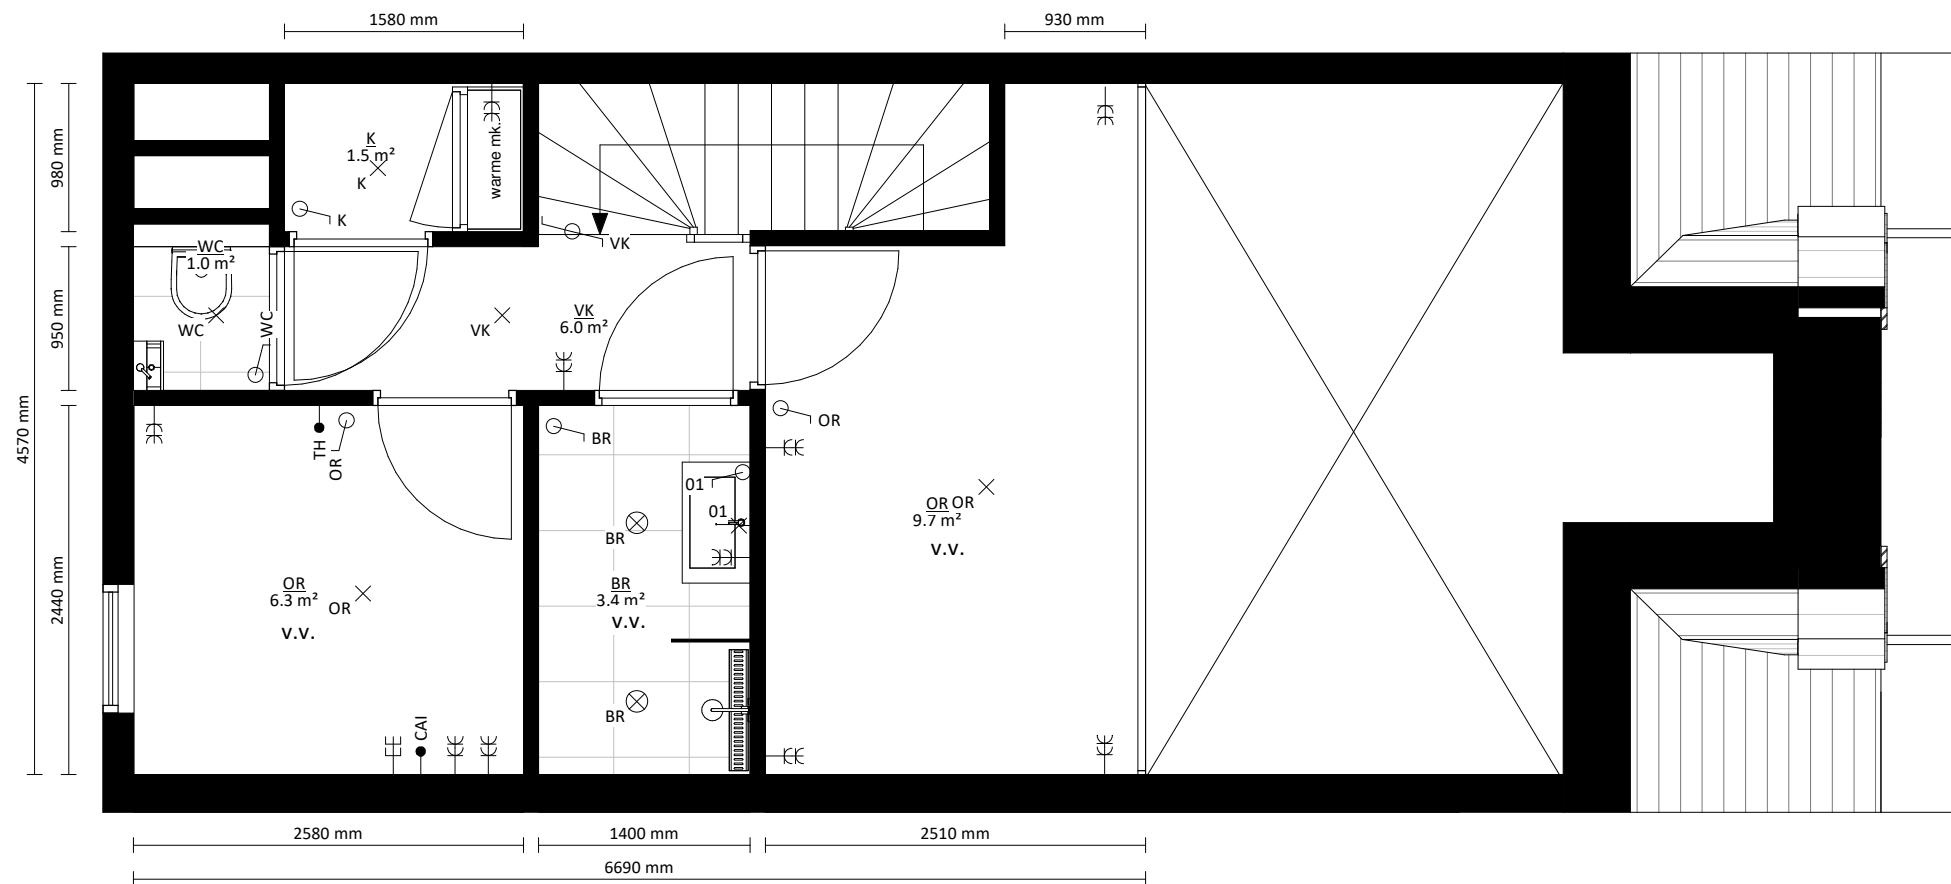 1580 mm
930 mm
980 mm
950 mm
4570 mm
2440 mm
K
1.5 m²
K
K
warme mk.
VK
WC
1.0 m²
WC
WC
VK
VK
6.0 m²
TH
OR
BR
OR
01
01
BR
OR
OR
9.7 m²
v.v.
OR
6.3 m²
OR
v.v.
BR
3.4 m²
v.v.
BR
CAI
2580 mm
1400 mm
2510 mm
6690 mm